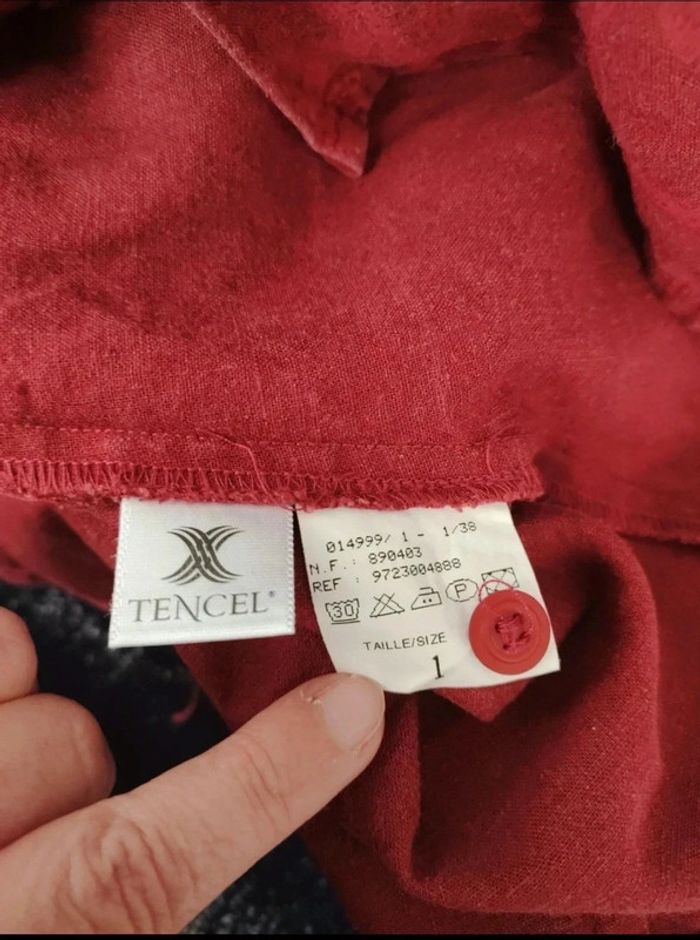 TENCEL®
014999/ 1 - 1/38
N.F. : 890403
REF : 9723004888
30 P
TAILLE/SIZE
1